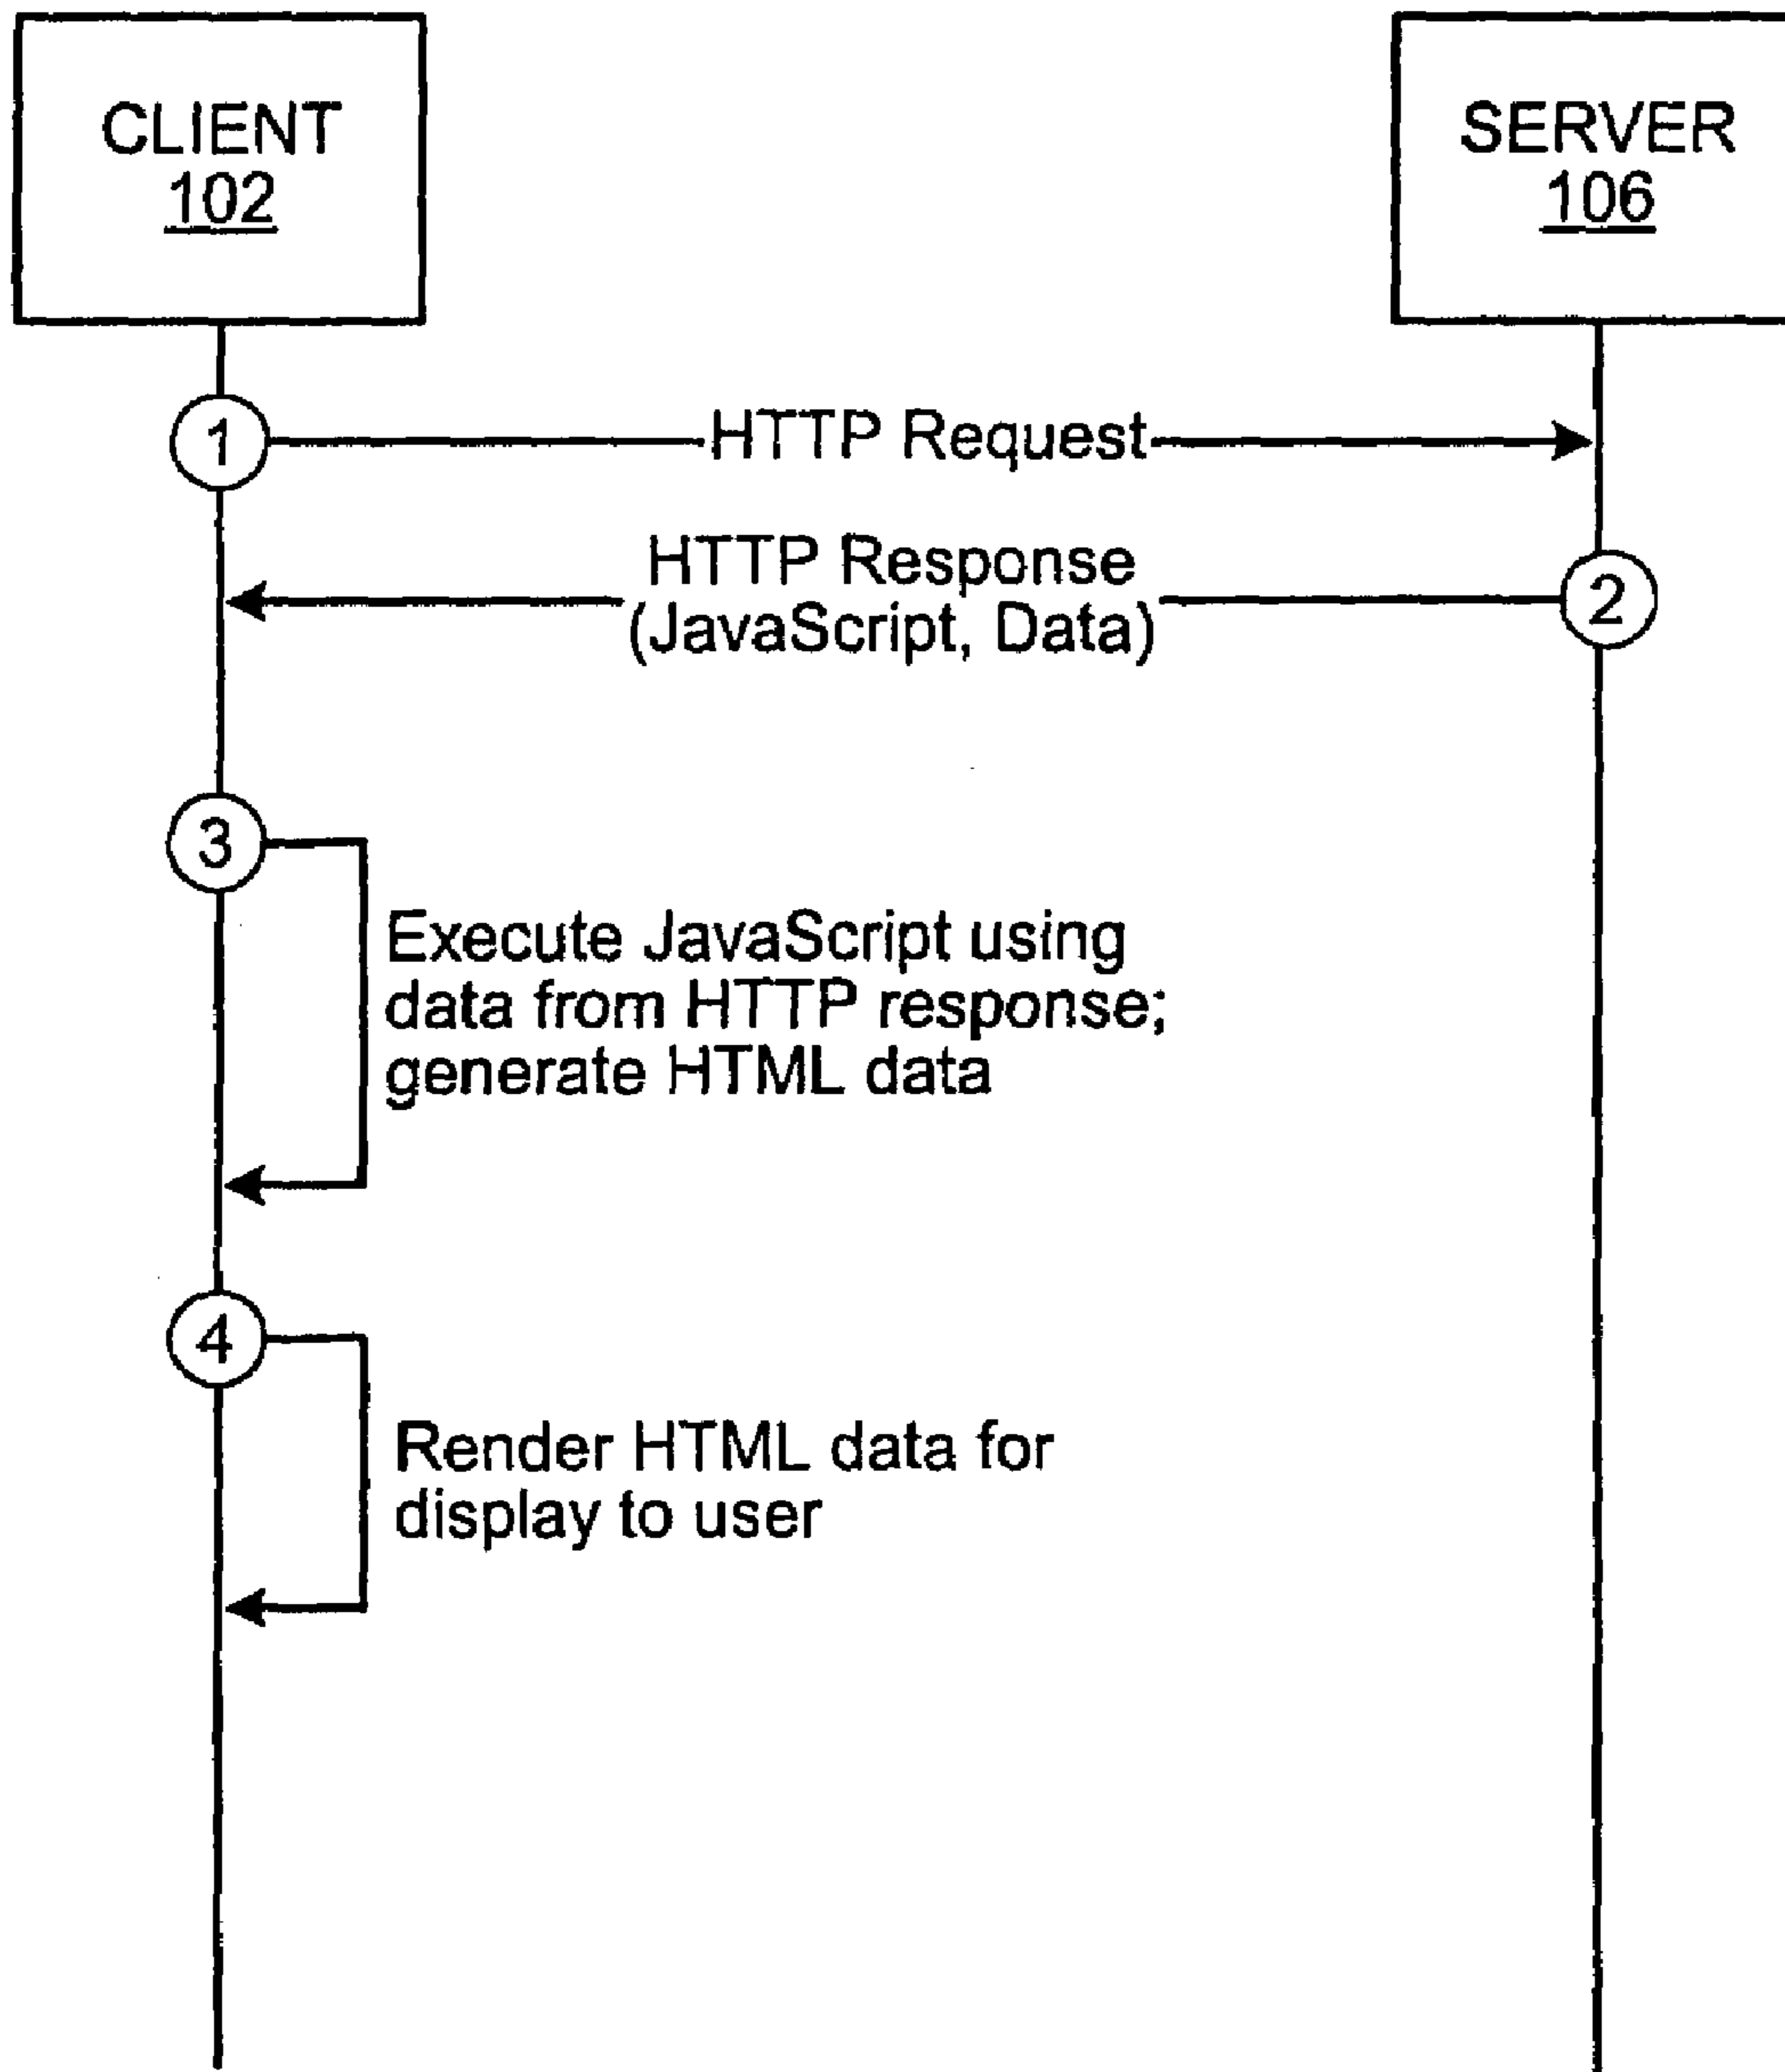 CLIENT
102
SERVER
106
1
HTTP Request
HTTP Response
(JavaScript, Data)
2
3
Execute JavaScript using
data from HTTP response;
generate HTML data
4
Render HTML data for
display to user